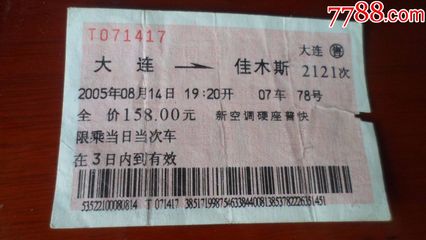 7788.com
T071417
大连 售
大连 → 佳木斯 2121次
2005年08月14日 19:20开 07车 78号
全价158.00元 新空调硬座普快
限乘当日当次车
在3日内到有效
53522100080814 T 071417 38517199875463384400813853782226351451